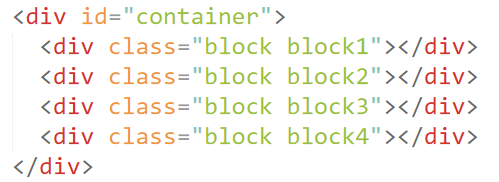 <div id="container">
  <div class="block block1"></div>
  <div class="block block2"></div>
  <div class="block block3"></div>
  <div class="block block4"></div>
</div>